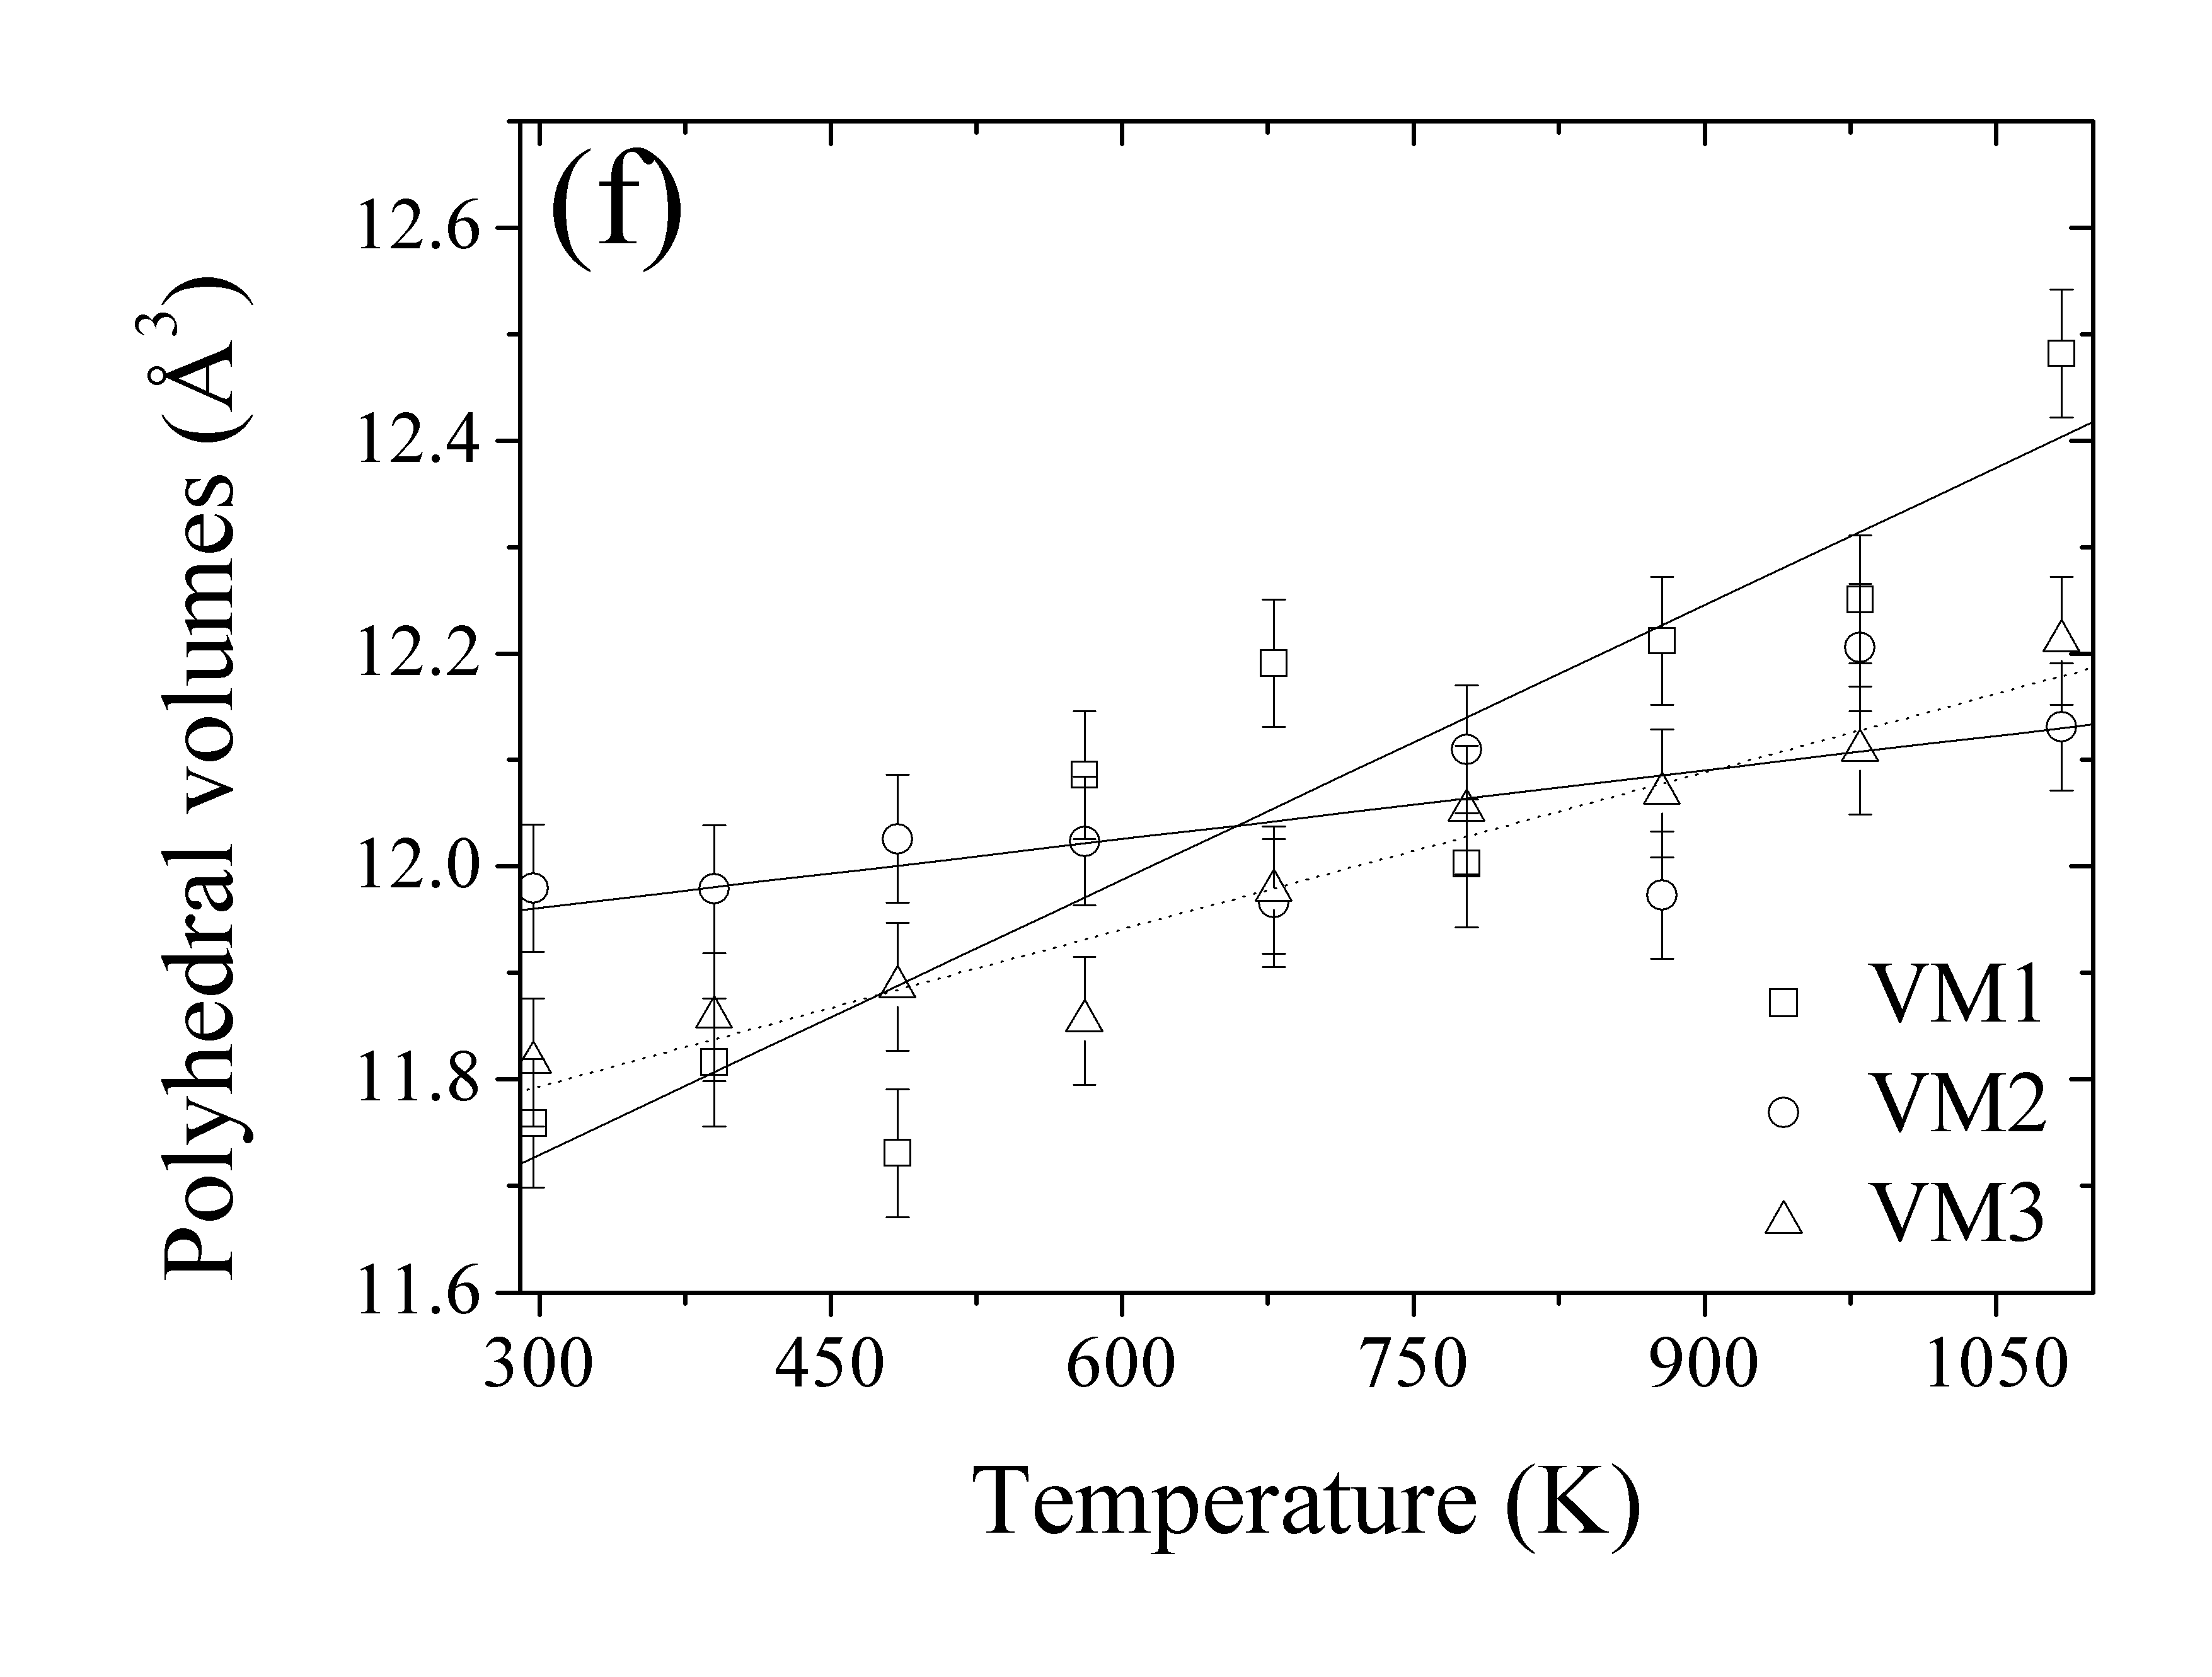 (f)
Polyhedral volumes (Å³)
12.6
12.4
12.2
12.0
11.8
11.6
VM1
VM2
VM3
300 450 600 750 900 1050
Temperature (K)